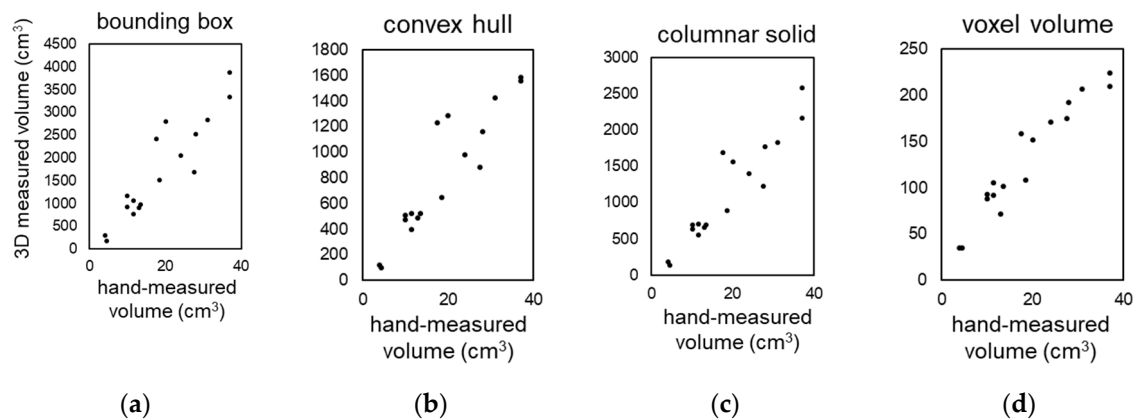 bounding box
3D measured volume (cm³)
4500
4000
3500
3000
2500
2000
1500
1000
500
0
0 20 40
hand-measured
volume (cm³)
(a)
convex hull
1800
1600
1400
1200
1000
800
600
400
200
0
0 20 40
hand-measured
volume (cm³)
(b)
columnar solid
3000
2500
2000
1500
1000
500
0
0 20 40
hand-measured
volume (cm³)
(c)
voxel volume
250
200
150
100
50
0
0 20 40
hand-measured
volume (cm³)
(d)